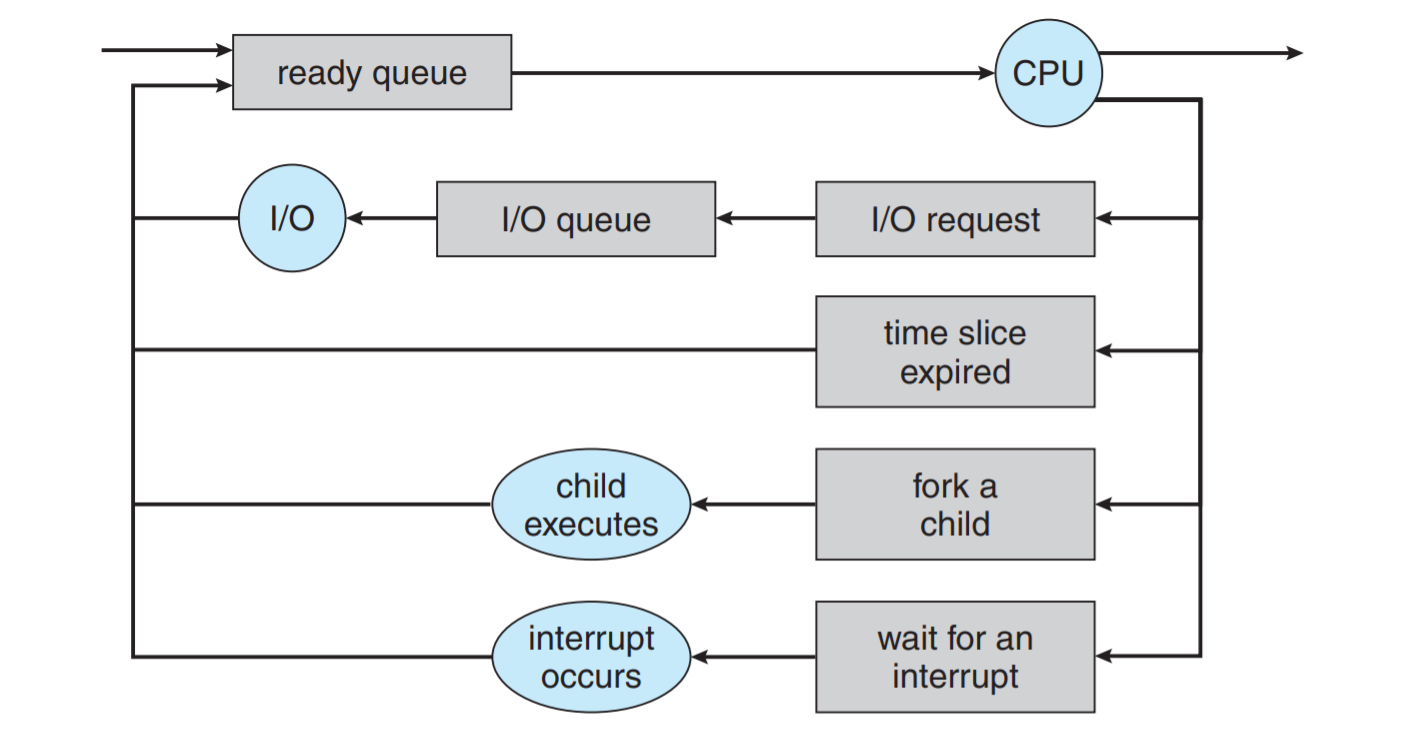 ready queue
CPU
I/O
I/O queue
I/O request
time slice
expired
child
executes
fork a
child
interrupt
occurs
wait for an
interrupt